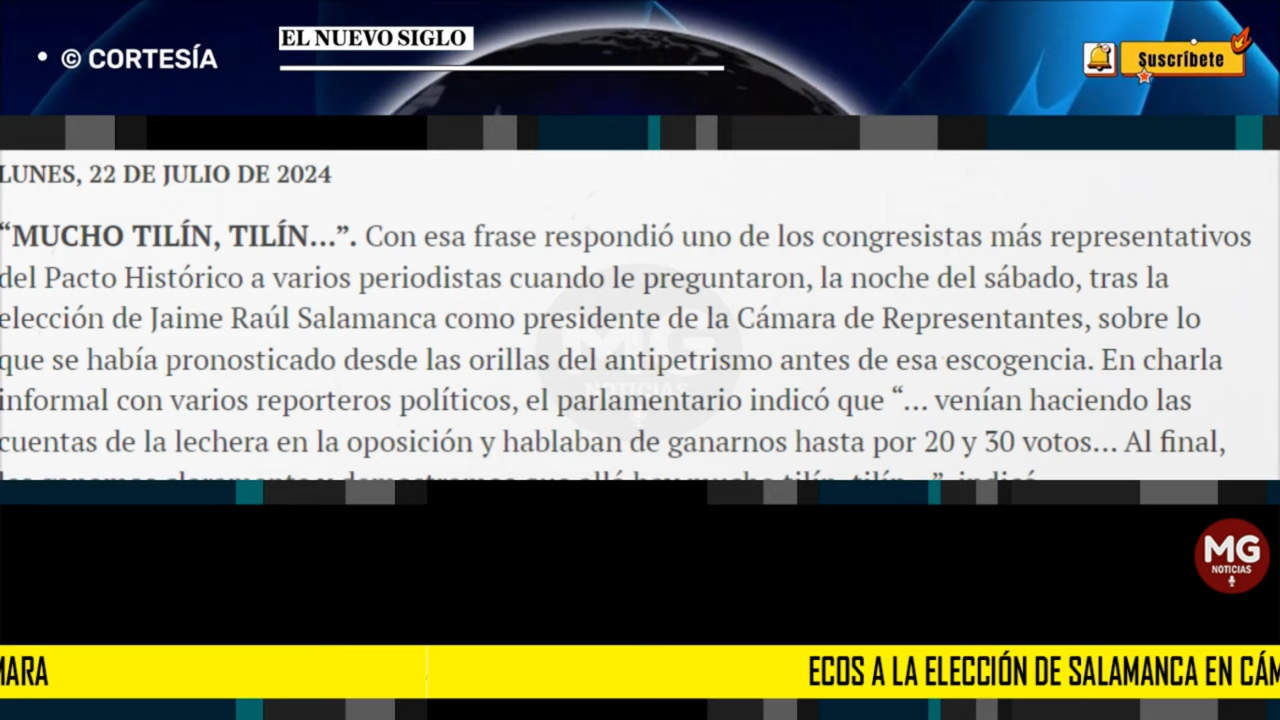 © CORTESÍA
EL NUEVO SIGLO
Suscríbete
LUNES, 22 DE JULIO DE 2024
“MUCHO TILÍN, TILÍN...”. Con esa frase respondió uno de los congresistas más representativos
del Pacto Histórico a varios periodistas cuando le preguntaron, la noche del sábado, tras la
elección de Jaime Raúl Salamanca como presidente de la Cámara de Representantes, sobre lo
que se había pronosticado desde las orillas del antipetrismo antes de esa escogencia. En charla
informal con varios reporteros políticos, el parlamentario indicó que “... venían haciendo las
cuentas de la lechera en la oposición y hablaban de ganarnos hasta por 20 y 30 votos... Al final,
MG
NOTICIAS
MG
NOTICIAS
MARA
ECOS A LA ELECCIÓN DE SALAMANCA EN CÁM